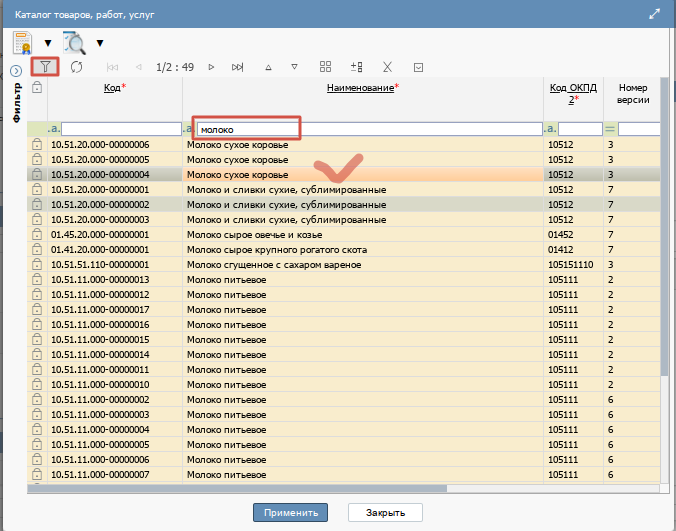 Каталог товаров, работ, услуг
1/2 : 49
Фильтр
Код* Наименование* Код ОКПД 2* Номер версии
.a. .a. молоко .a. =
10.51.20.000-00000006 Молоко сухое коровье 10512 3
10.51.20.000-00000005 Молоко сухое коровье 10512 3
10.51.20.000-00000004 Молоко сухое коровье 10512 3
10.51.20.000-00000001 Молоко и сливки сухие, сублимированные 10512 7
10.51.20.000-00000002 Молоко и сливки сухие, сублимированные 10512 7
10.51.20.000-00000003 Молоко и сливки сухие, сублимированные 10512 7
01.45.20.000-00000001 Молоко сырое овечье и козье 01452 7
01.41.20.000-00000001 Молоко сырое крупного рогатого скота 01412 7
10.51.51.110-00000001 Молоко сгущенное с сахаром вареное 105151110 3
10.51.11.000-00000013 Молоко питьевое 105111 2
10.51.11.000-00000012 Молоко питьевое 105111 2
10.51.11.000-00000017 Молоко питьевое 105111 2
10.51.11.000-00000016 Молоко питьевое 105111 2
10.51.11.000-00000015 Молоко питьевое 105111 2
10.51.11.000-00000014 Молоко питьевое 105111 2
10.51.11.000-00000011 Молоко питьевое 105111 2
10.51.11.000-00000010 Молоко питьевое 105111 2
10.51.11.000-00000002 Молоко питьевое 105111 6
10.51.11.000-00000003 Молоко питьевое 105111 6
10.51.11.000-00000004 Молоко питьевое 105111 6
10.51.11.000-00000005 Молоко питьевое 105111 6
10.51.11.000-00000006 Молоко питьевое 105111 6
10.51.11.000-00000007 Молоко питьевое 105111 6
Применить Закрыть